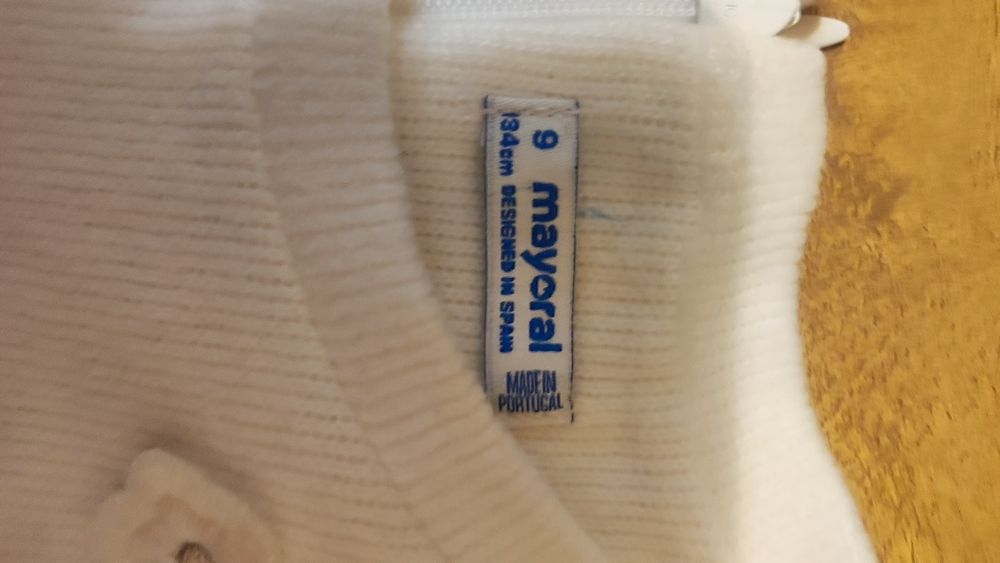 9 mayoral
134cm DESIGNED IN SPAIN
MADE IN
PORTUGAL